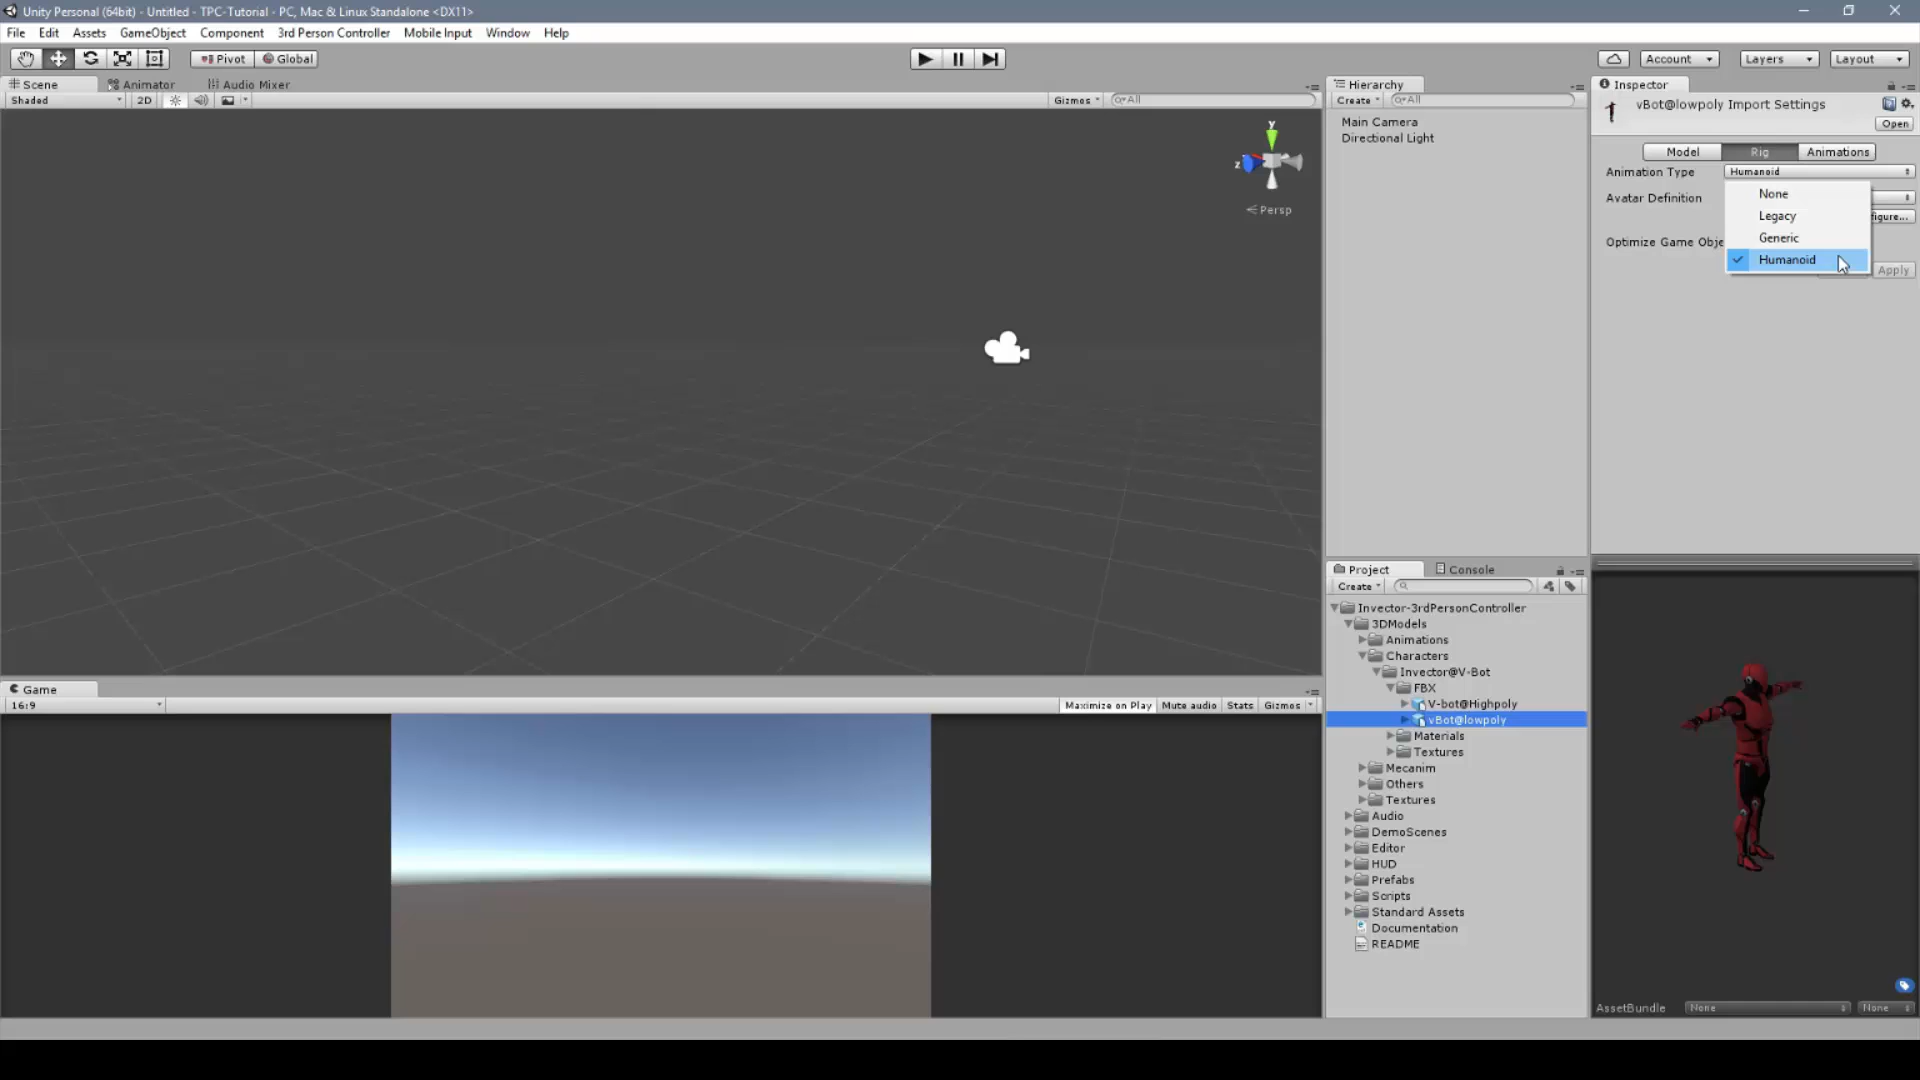 Unity Personal (64bit) - Untitled - TPC-Tutorial - PC, Mac & Linux Standalone <DX11>
File Edit Assets GameObject Component 3rd Person Controller Mobile Input Window Help
Pivot Global Account Layers Layout
Scene Animator Audio Mixer
Shaded 2D Gizmos All
y
z
Persp
Hierarchy
Create All
Main Camera
Directional Light
Inspector
vBot@lowpoly Import Settings
Open
Model Rig Animations
Animation Type Humanoid
None
Avatar Definition
Legacy
igure...
Generic
Optimize Game Obje
Humanoid
Apply
Project Console
Create
Invector-3rdPersonController
3DModels
Animations
Characters
Invector@V-Bot
FBX
V-bot@Highpoly
vBot@lowpoly
Materials
Textures
Mecanim
Others
Textures
Audio
DemoScenes
Editor
HUD
Prefabs
Scripts
Standard Assets
Documentation
README
Game
16:9 Maximize on Play Mute audio Stats Gizmos
AssetBundle None None